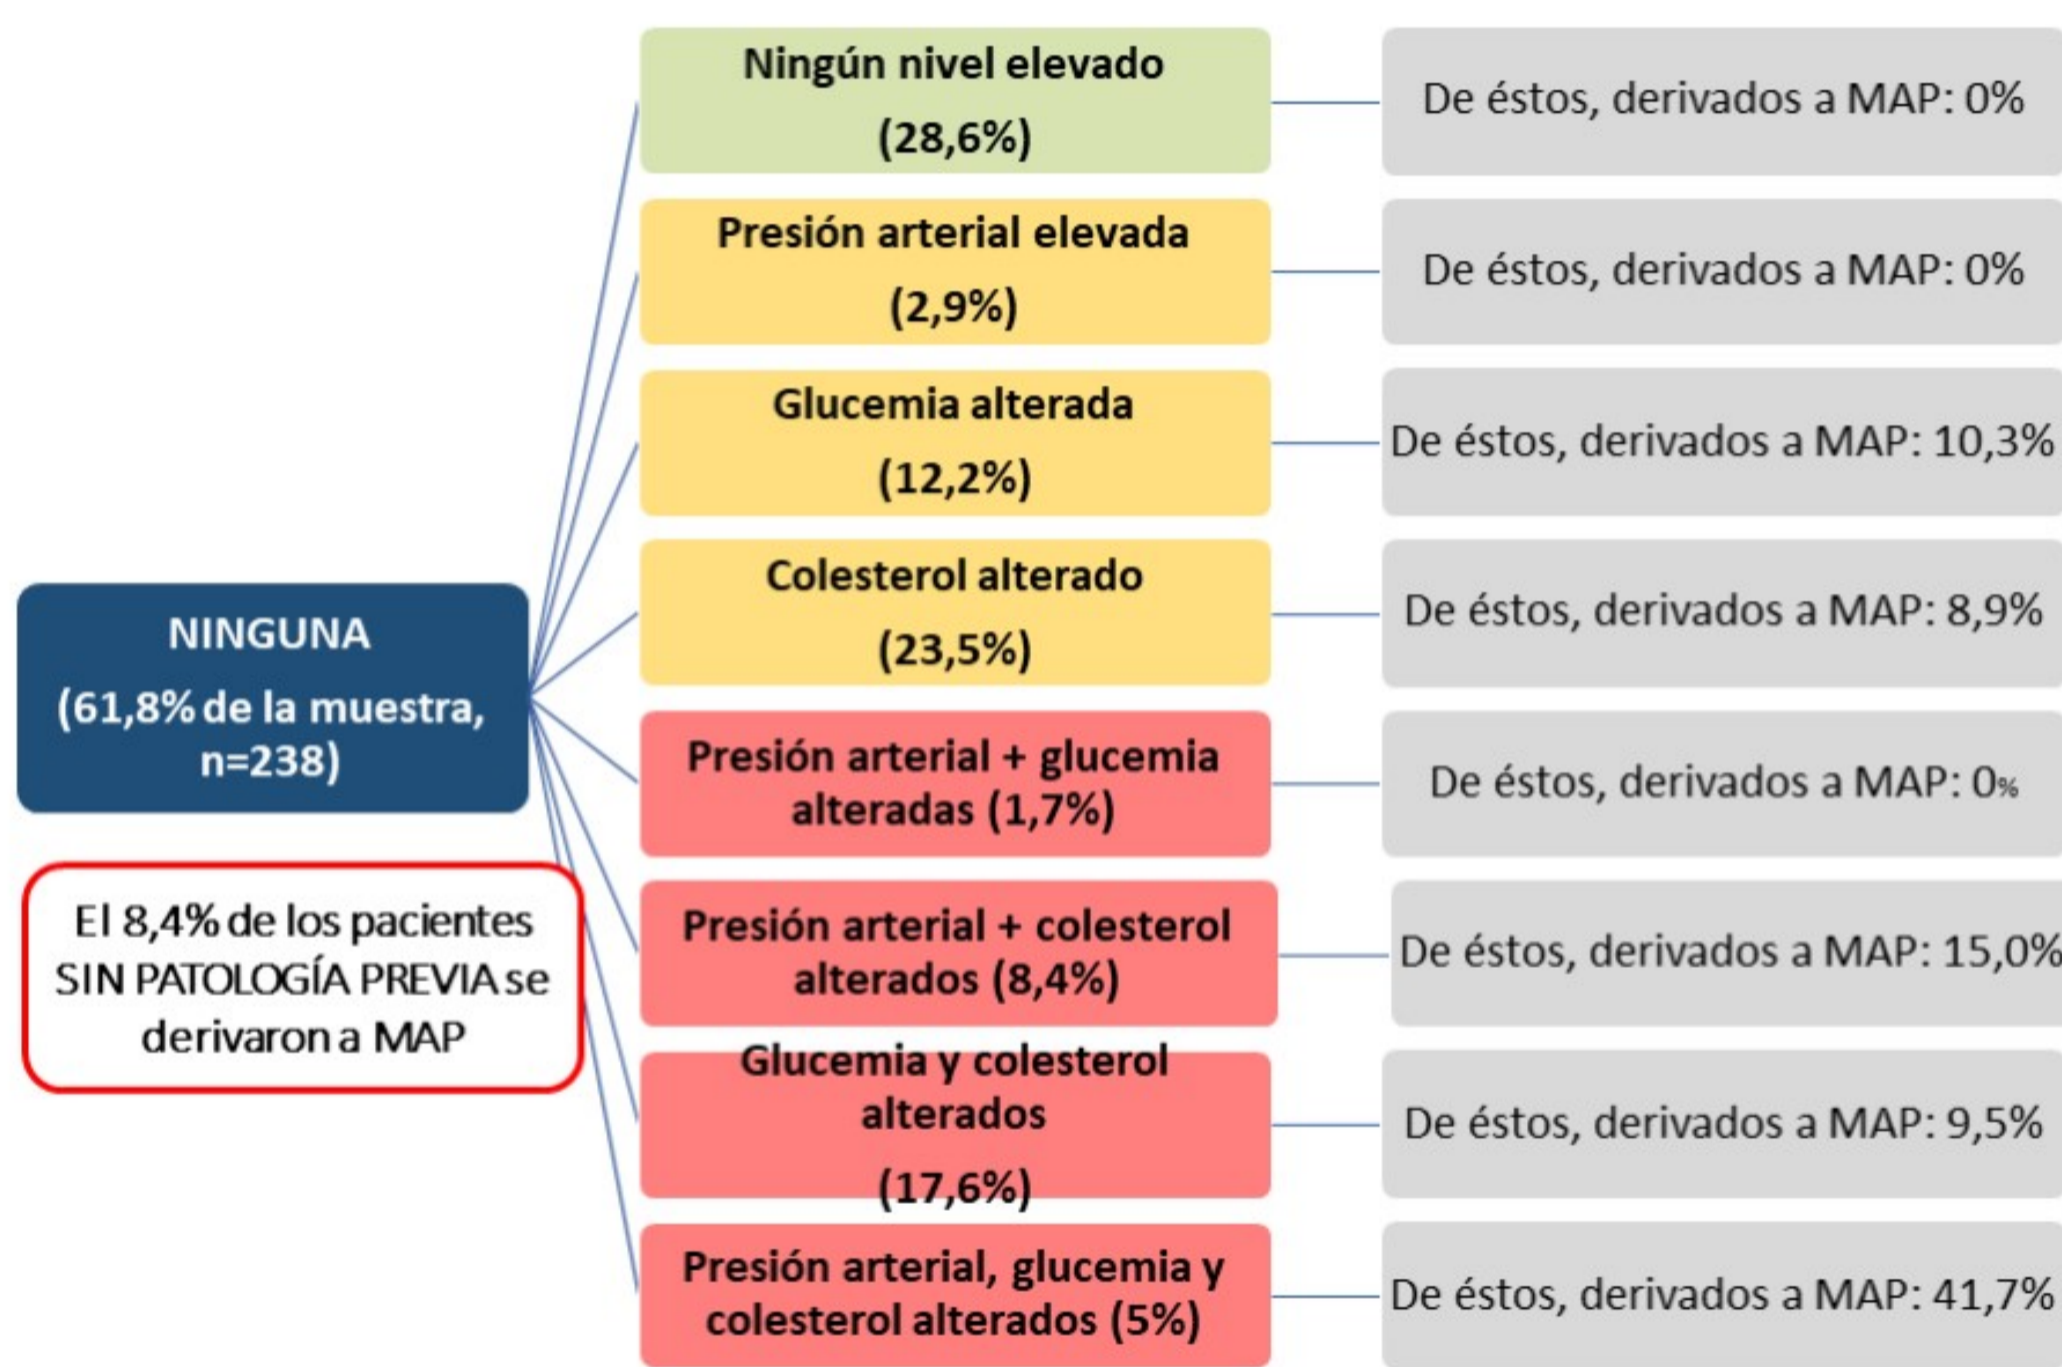 NINGUNA
(61,8% de la muestra,
n=238)
El 8,4% de los pacientes
SIN PATOLOGÍA PREVIA se
derivaron a MAP
Ningún nivel elevado
(28,6%)
De éstos, derivados a MAP: 0%
Presión arterial elevada
(2,9%)
De éstos, derivados a MAP: 0%
Glucemia alterada
(12,2%)
De éstos, derivados a MAP: 10,3%
Colesterol alterado
(23,5%)
De éstos, derivados a MAP: 8,9%
Presión arterial + glucemia
alteradas (1,7%)
De éstos, derivados a MAP: 0%
Presión arterial + colesterol
alterados (8,4%)
De éstos, derivados a MAP: 15,0%
Glucemia y colesterol
alterados
(17,6%)
De éstos, derivados a MAP: 9,5%
Presión arterial, glucemia y
colesterol alterados (5%)
De éstos, derivados a MAP: 41,7%